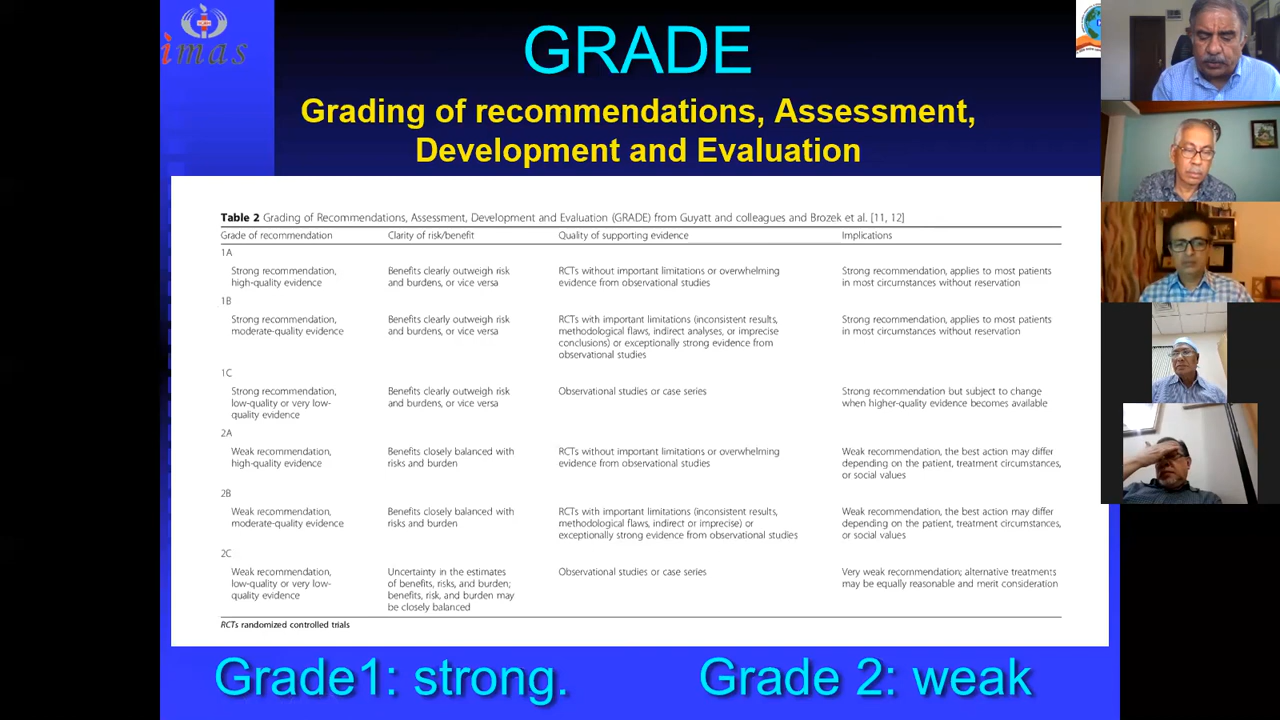 imas
GRADE
Grading of recommendations, Assessment,
Development and Evaluation
Table 2 Grading of Recommendations, Assessment, Development and Evaluation (GRADE) from Guyatt and colleagues and Brozek et al. [11, 12]
Grade of recommendation Clarity of risk/benefit Quality of supporting evidence Implications
1A
Strong recommendation, Benefits clearly outweigh risk RCTs without important limitations or overwhelming Strong recommendation, applies to most patients
high-quality evidence and burdens, or vice versa evidence from observational studies in most circumstances without reservation
1B
Strong recommendation, Benefits clearly outweigh risk RCTs with important limitations (inconsistent results, Strong recommendation, applies to most patients
moderate-quality evidence and burdens, or vice versa methodological flaws, indirect analyses, or imprecise in most circumstances without reservation
conclusions) or exceptionally strong evidence from
observational studies
1C
Strong recommendation, Benefits clearly outweigh risk Observational studies or case series Strong recommendation but subject to change
low-quality or very low- and burdens, or vice versa when higher-quality evidence becomes available
quality evidence
2A
Weak recommendation, Benefits closely balanced with RCTs without important limitations or overwhelming Weak recommendation, the best action may differ
high-quality evidence risks and burden evidence from observational studies depending on the patient, treatment circumstances,
or social values
2B
Weak recommendation, Benefits closely balanced with RCTs with important limitations (inconsistent results, Weak recommendation, the best action may differ
moderate-quality evidence risks and burden methodological flaws, indirect or imprecise) or depending on the patient, treatment circumstances,
exceptionally strong evidence from observational studies or social values
2C
Weak recommendation, Uncertainty in the estimates Observational studies or case series Very weak recommendation; alternative treatments
low-quality or very low- of benefits, risks, and burden; may be equally reasonable and merit consideration
quality evidence benefits, risk, and burden may
be closely balanced
RCTs randomized controlled trials
Grade1: strong. Grade 2: weak